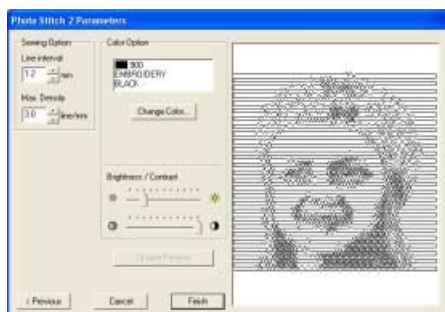 Photo Stitch 2 Parameters
Sewing Option
Line interval
1.2 mm
Max. Density
3.0 line/mm
Color Option
900
EMBROIDERY
BLACK
Change Color...
Brightness / Contrast
Update Preview
< Previous
Cancel
Finish